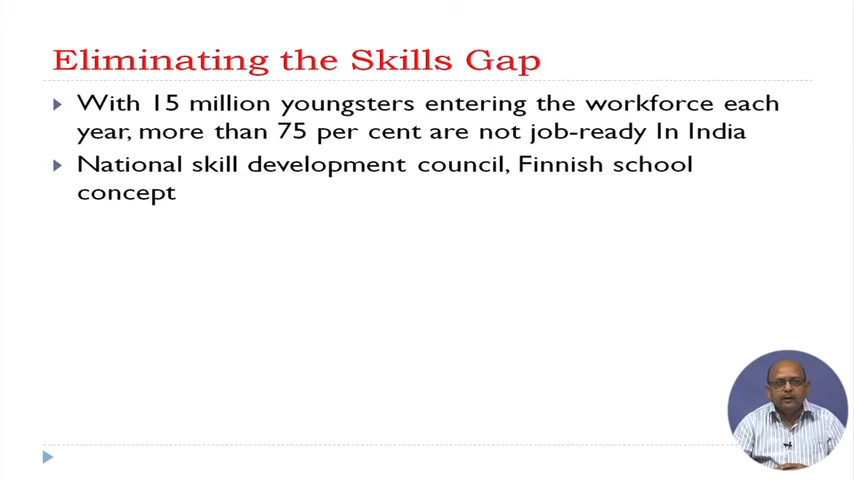 Eliminating the Skills Gap
With 15 million youngsters entering the workforce each
year, more than 75 per cent are not job-ready In India
National skill development council, Finnish school
concept